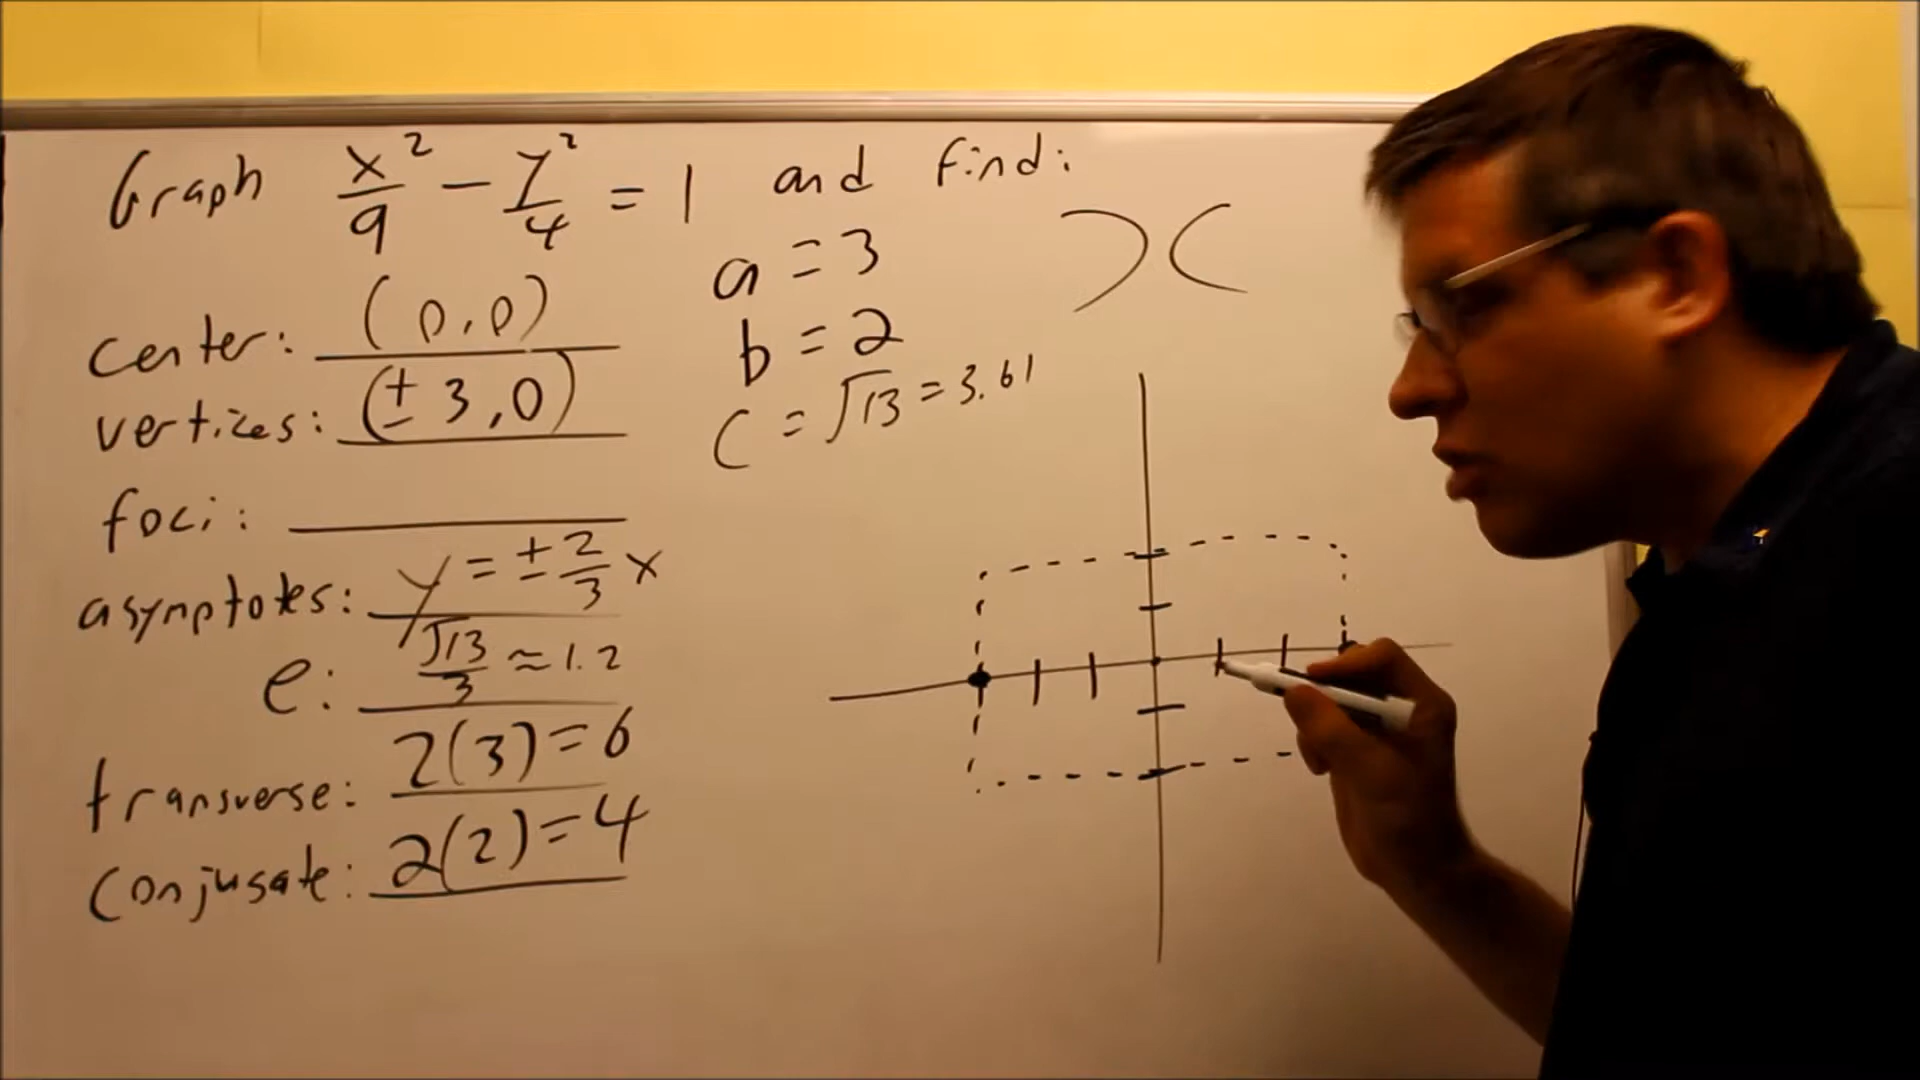 Graph x²/9 - y²/4 = 1 and find:
a = 3
center: (0,0)
b = 2
vertices: (± 3,0)
c = √13 = 3.61
foci:
asymptotes: y = ± 2/3 x
e: √13/3 ≈ 1.2
transverse: 2(3)=6
conjugate: 2(2)=4